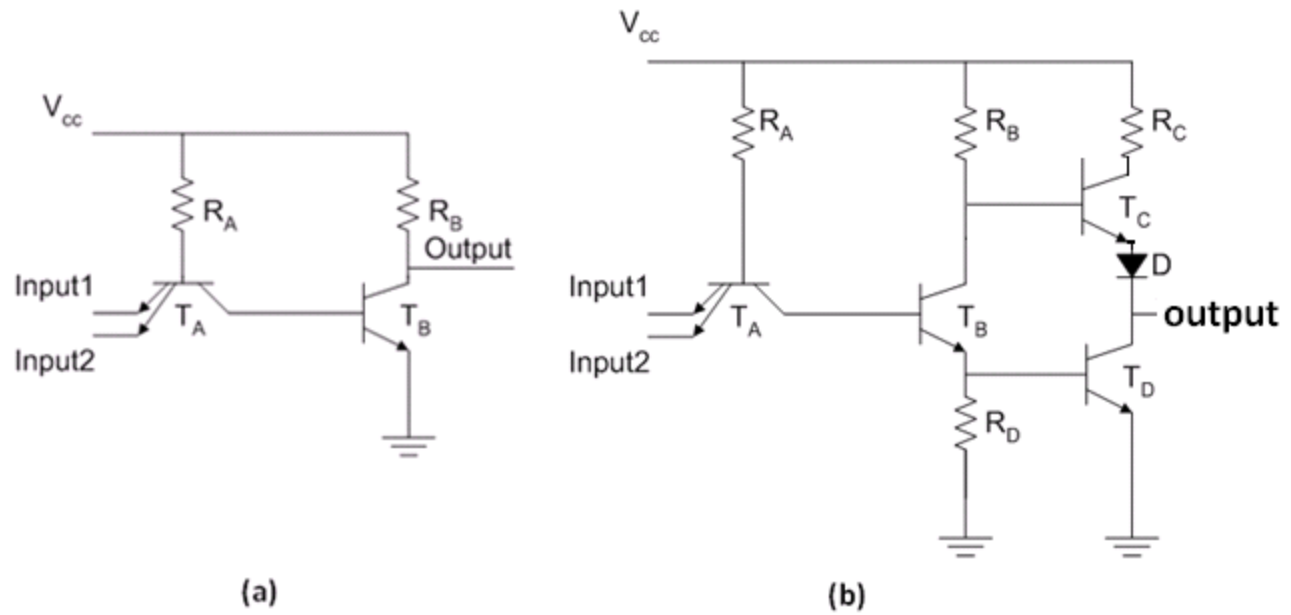 Vcc
RA
RB
Output
Input1
TA
TB
Input2
(a)
Vcc
RA
RB
RC
TC
D
Input1
TA
TB
output
Input2
TD
RD
(b)